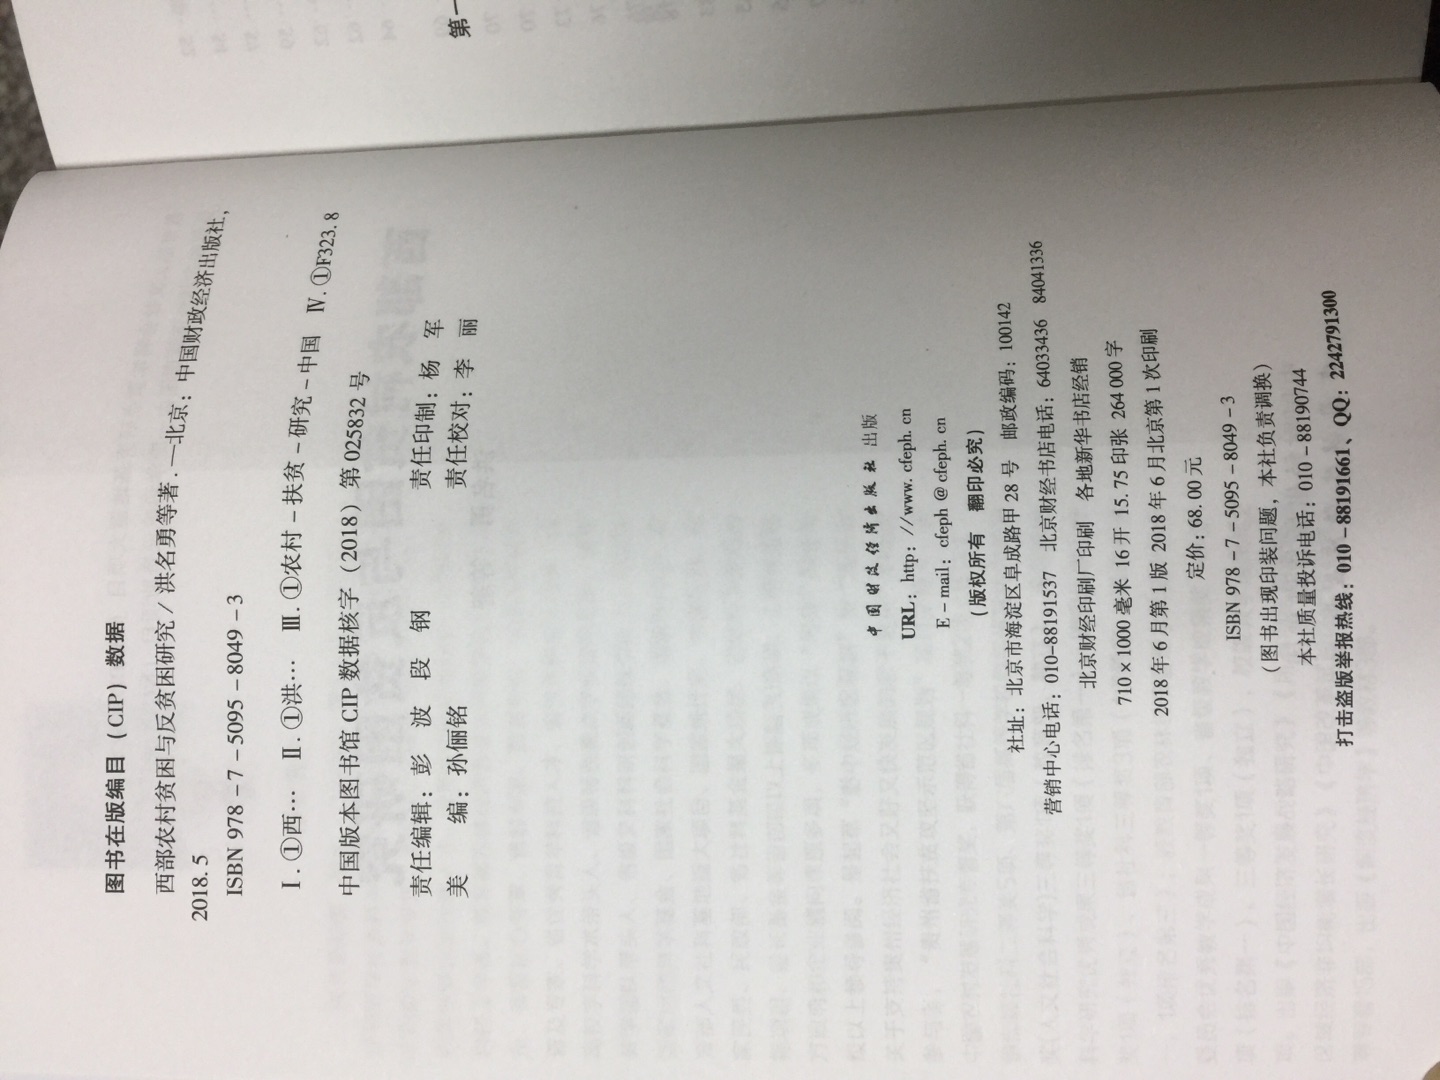 图书在版编目（CIP）数据
西部农村贫困与反贫困研究/洪名勇等著．—北京：中国财政经济出版社，
2018.5
ISBN 978-7-5095-8049-3
Ⅰ.①西… Ⅱ.①洪… Ⅲ.①农村-扶贫-研究-中国 Ⅳ.①F323.8
中国版本图书馆CIP数据核字（2018）第025832号
责任编辑：彭 波 段 钢 责任印制：杨 军
美 编：孙俪铭 责任校对：李 丽
中国财政经济出版社 出版
URL：http：//www.cfeph.cn
E-mail：cfeph@cfeph.cn
（版权所有 翻印必究）
社址：北京市海淀区阜成路甲28号 邮政编码：100142
营销中心电话：010-88191537 北京财经书店电话：64033436 84041336
北京财经印刷厂印刷 各地新华书店经销
710×1000毫米 16开 15.75印张 264 000字
2018年6月第1版 2018年6月北京第1次印刷
定价：68.00元
ISBN 978-7-5095-8049-3
（图书出现印装问题，本社负责调换）
本社质量投诉电话：010-88190744
打击盗版举报热线：010-88191661、QQ：2242791300
第一